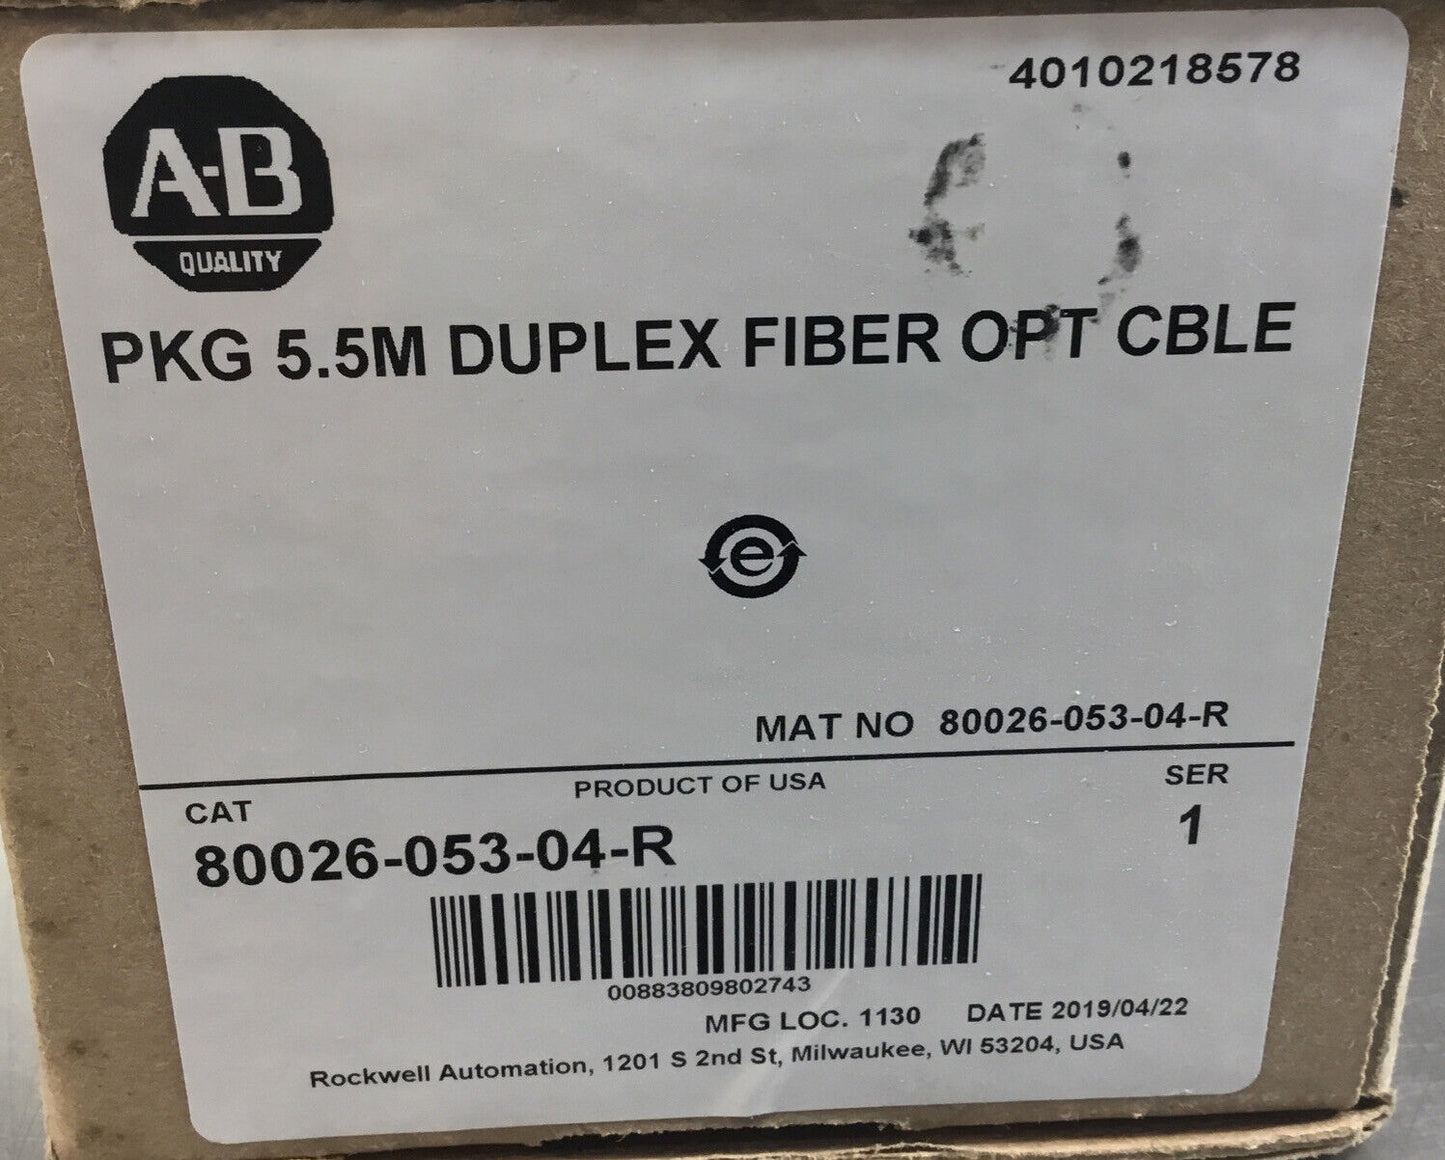 4010218578
A-B
QUALITY
PKG 5.5M DUPLEX FIBER OPT CBLE
e
MAT NO 80026-053-04-R
PRODUCT OF USA
CAT
SER
80026-053-04-R
1
00883809802743
MFG LOC. 1130 DATE 2019/04/22
Rockwell Automation, 1201 S 2nd St, Milwaukee, WI 53204, USA